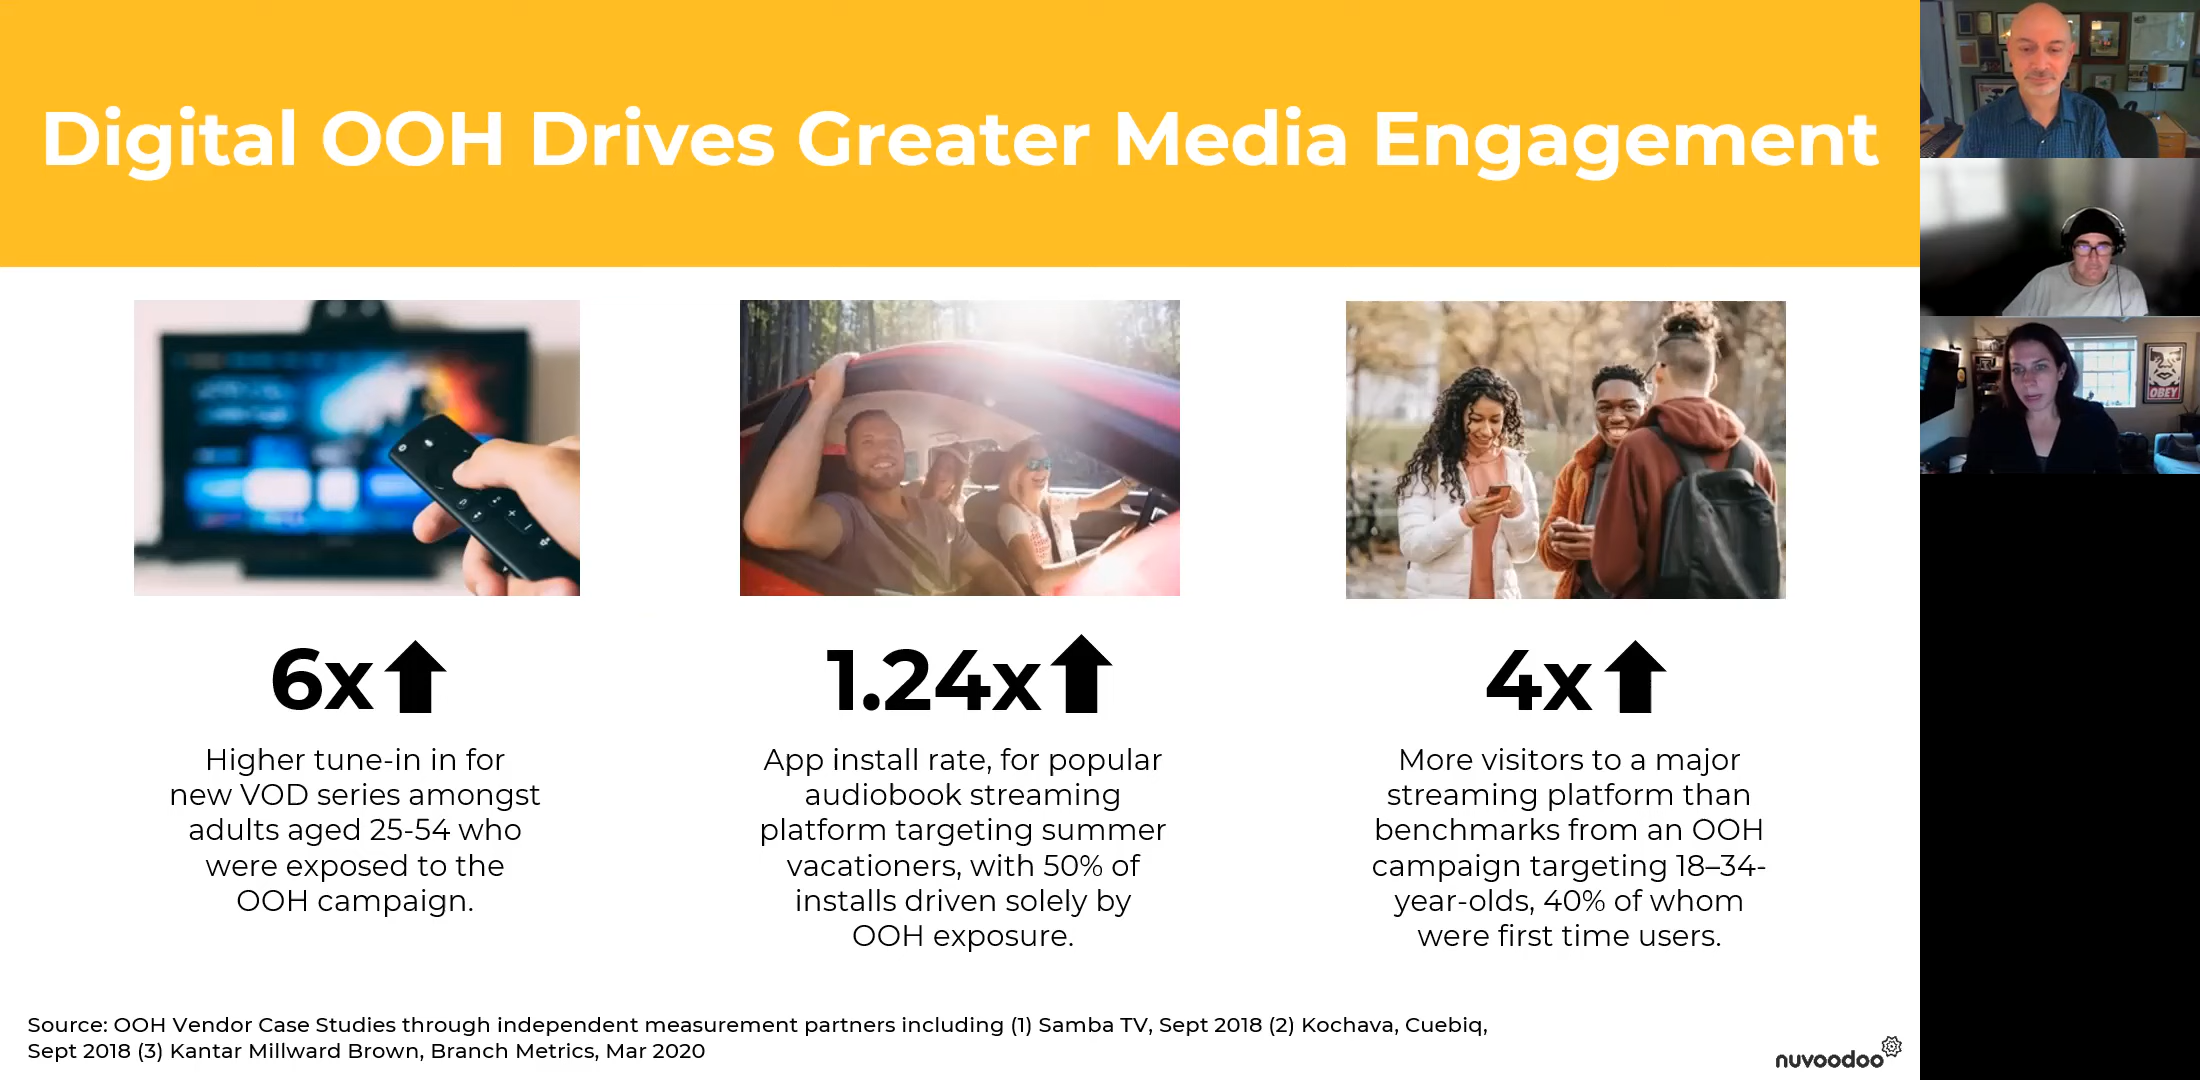 Digital OOH Drives Greater Media Engagement
OBEY
6x
Higher tune-in in for
new VOD series amongst
adults aged 25-54 who
were exposed to the
OOH campaign.
1.24x
App install rate, for popular
audiobook streaming
platform targeting summer
vacationers, with 50% of
installs driven solely by
OOH exposure.
4x
More visitors to a major
streaming platform than
benchmarks from an OOH
campaign targeting 18–34-
year-olds, 40% of whom
were first time users.
Source: OOH Vendor Case Studies through independent measurement partners including (1) Samba TV, Sept 2018 (2) Kochava, Cuebiq,
Sept 2018 (3) Kantar Millward Brown, Branch Metrics, Mar 2020
nuvoodoo